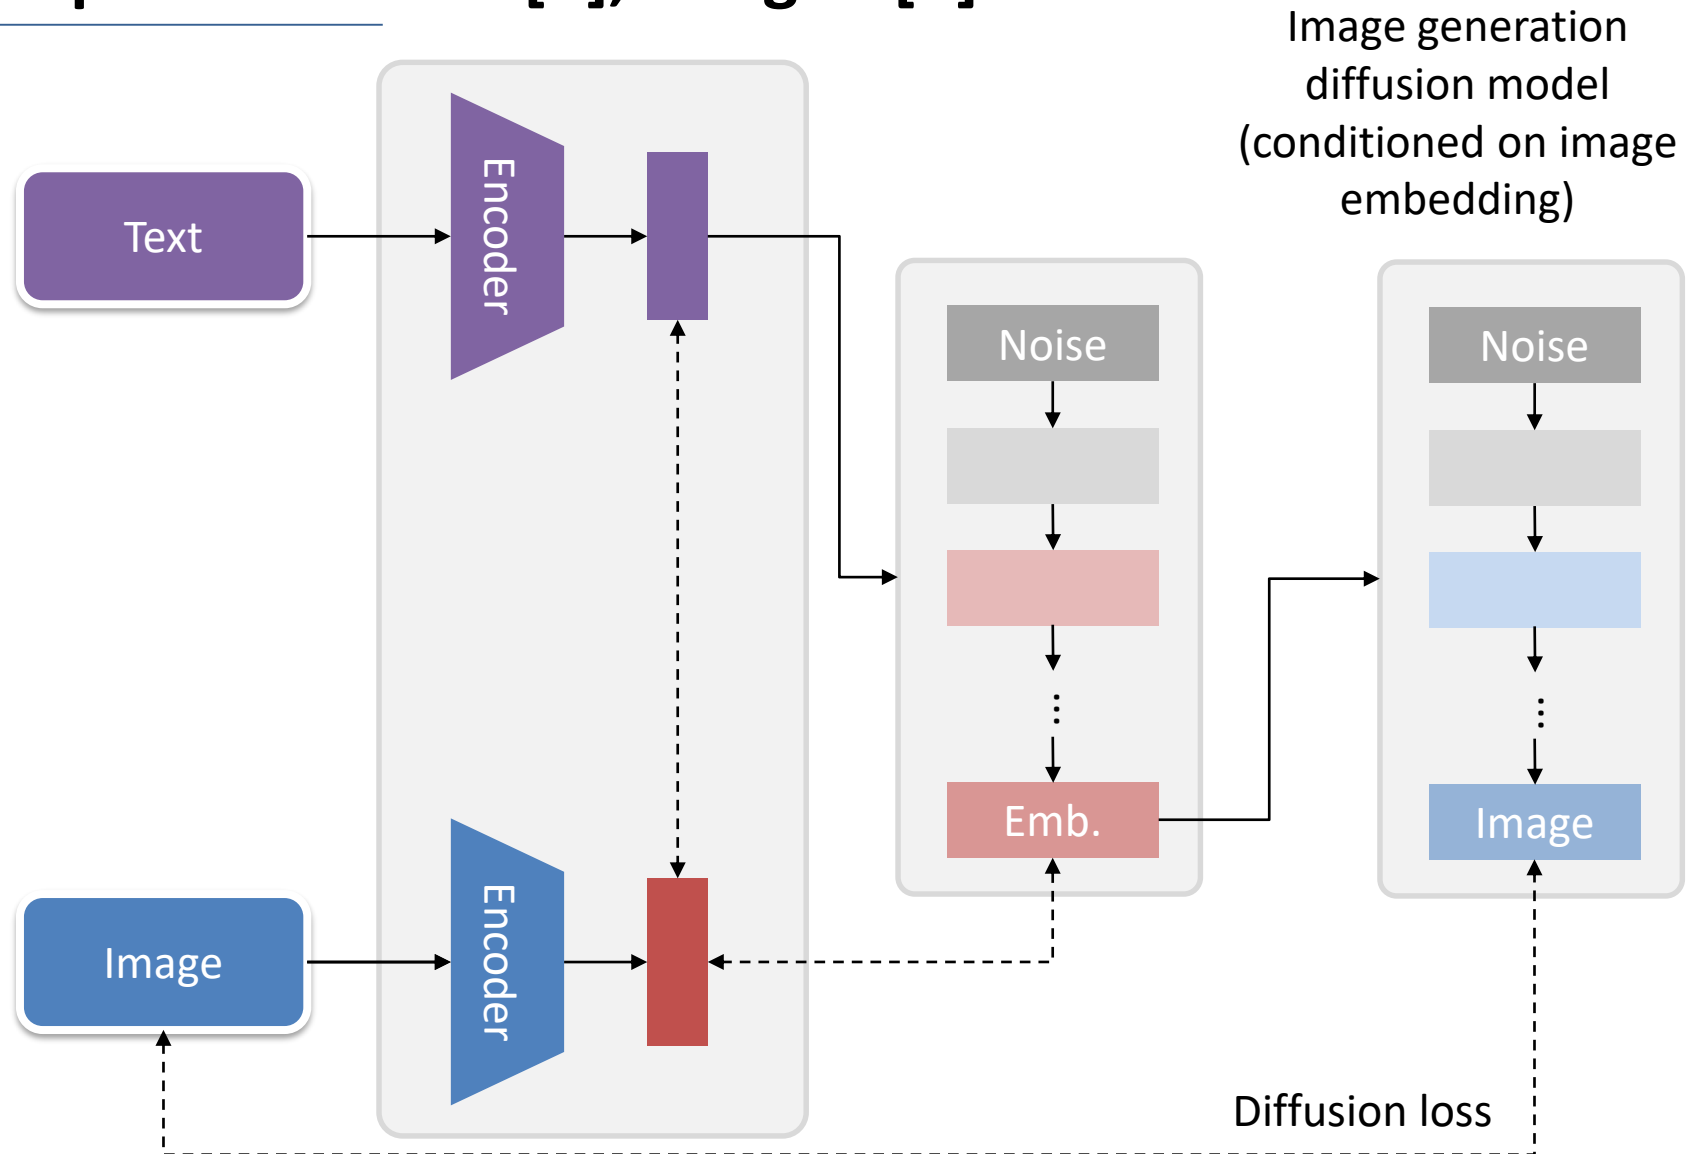 Image generation
diffusion model
(conditioned on image
embedding)
Text
Encoder
Noise
Noise
Emb.
Image
Image
Encoder
Diffusion loss